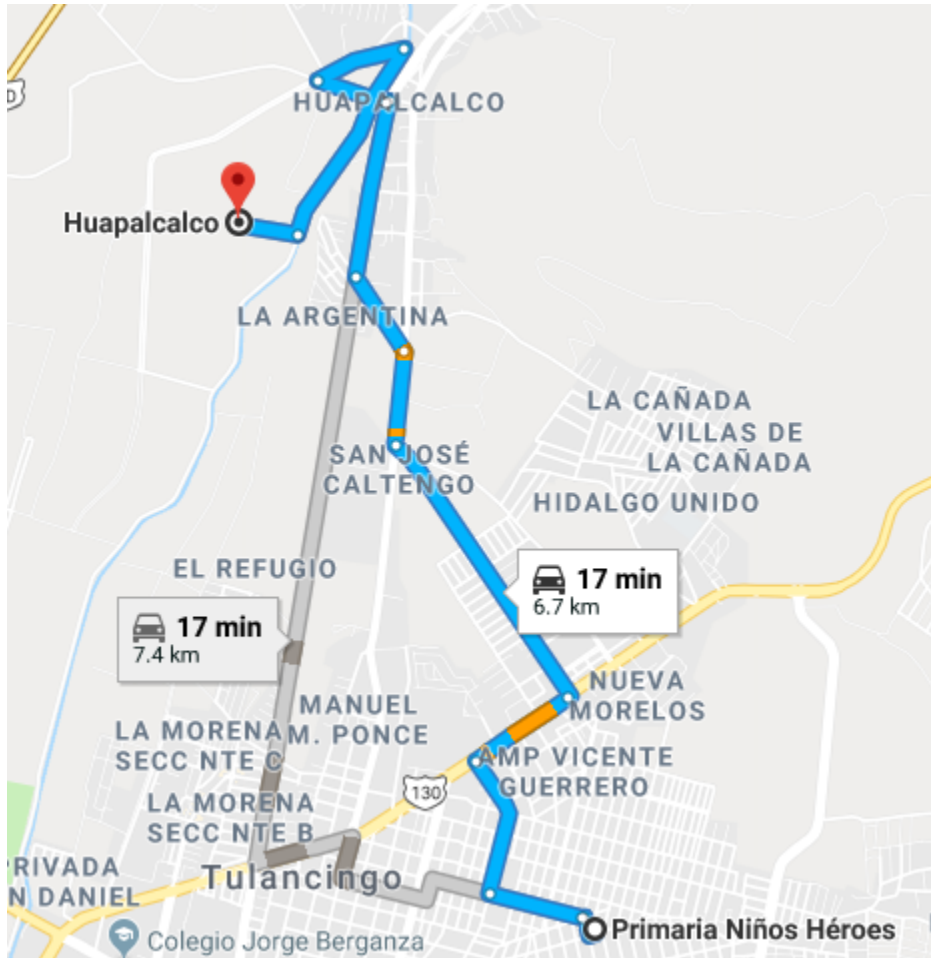 HUAPALCALCO
Huapalcalco
LA ARGENTINA
LA CAÑADA
VILLAS DE
LA CAÑADA
SAN JOSÉ
CALTENGO
HIDALGO UNIDO
EL REFUGIO
17 min
6.7 km
17 min
7.4 km
NUEVA
MORELOS
MANUEL
M. PONCE
LA MORENA
SECC NTE C
AMP VICENTE
GUERRERO
130
LA MORENA
SECC NTE B
RIVADA
N DANIEL
Tulancingo
Primaria Niños Héroes
Colegio Jorge Berganza